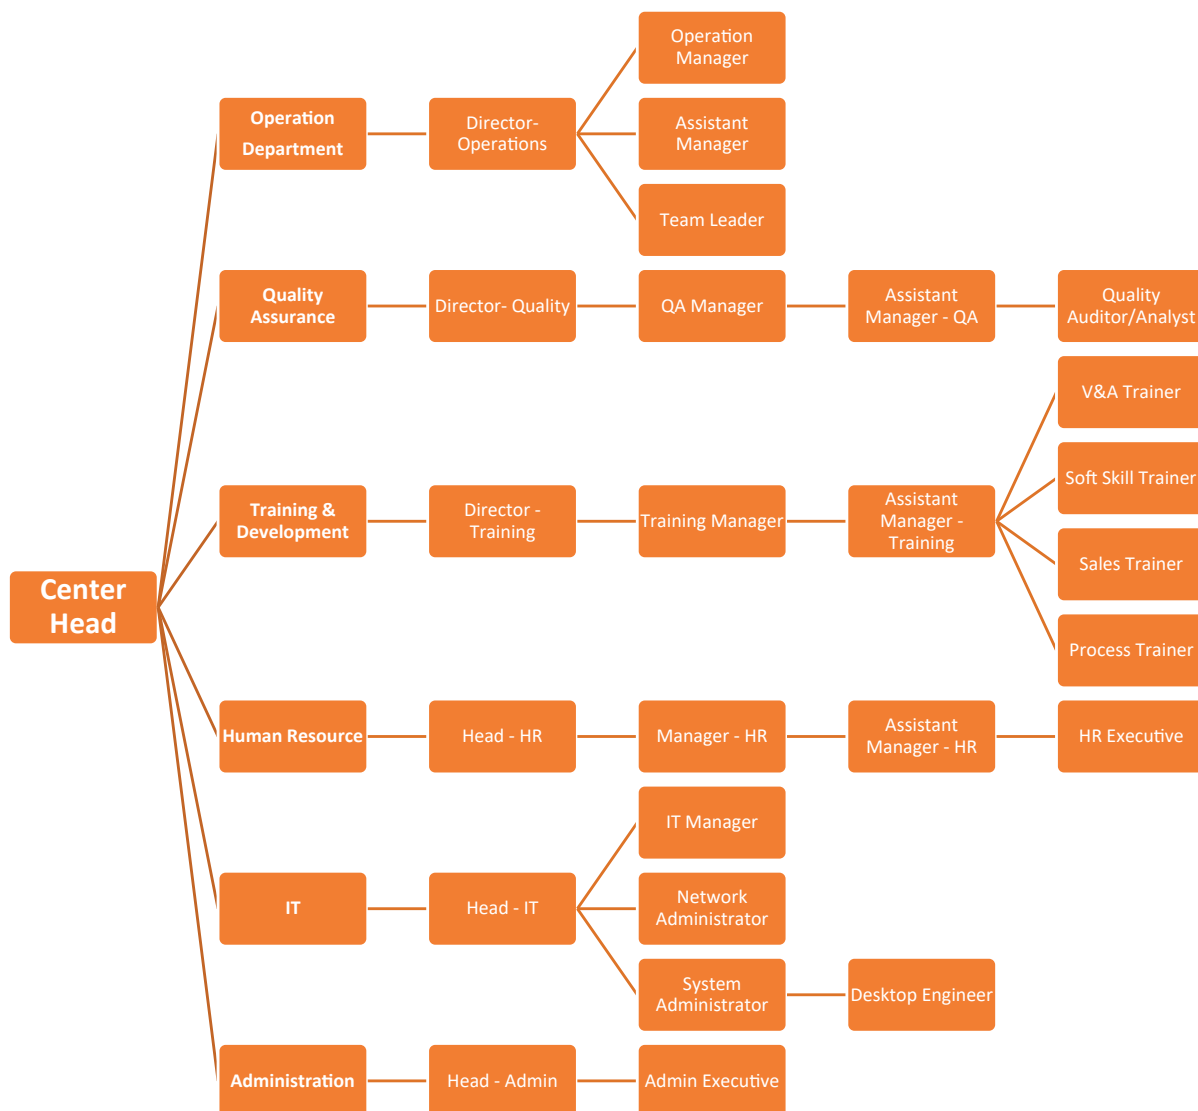 Operation
Manager
Operation
Department
Director-
Operations
Assistant
Manager
Team Leader
Quality
Assurance
Director- Quality
QA Manager
Assistant
Manager - QA
Quality
Auditor/Analyst
V&A Trainer
Soft Skill Trainer
Training &
Development
Director -
Training
Training Manager
Assistant
Manager -
Training
Sales Trainer
Center
Head
Process Trainer
Human Resource
Head - HR
Manager - HR
Assistant
Manager - HR
HR Executive
IT Manager
IT
Head - IT
Network
Administrator
System
Administrator
Desktop Engineer
Administration
Head - Admin
Admin Executive